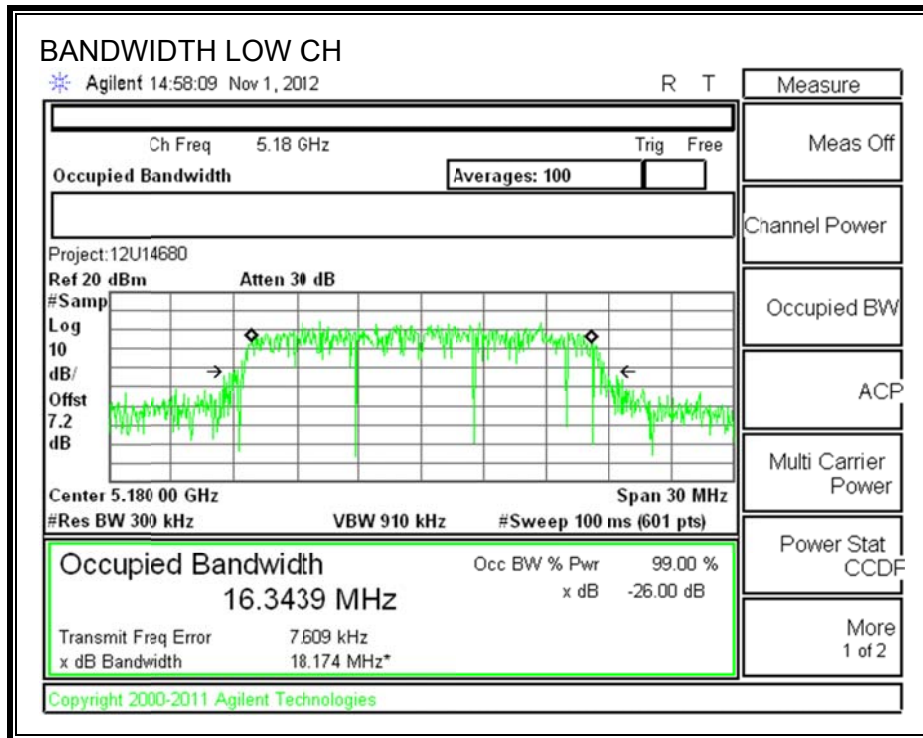 BANDWIDTH LOW CH
Agilent 14:58:09 Nov 1, 2012 R T
Measure
Ch Freq 5.18 GHz Trig Free
Meas Off
Occupied Bandwidth Averages: 100
Channel Power
Project:12U14680
Ref 20 dBm Atten 30 dB
#Samp
Log
10
dB/
Offst
7.2
dB
Occupied BW
ACP
Multi Carrier
Power
Center 5.180 00 GHz Span 30 MHz
#Res BW 300 kHz VBW 910 kHz #Sweep 100 ms (601 pts)
Occupied Bandwidth Occ BW % Pwr 99.00 %
16.3439 MHz x dB -26.00 dB
Power Stat
CCDF
Transmit Freq Error 7.609 kHz
x dB Bandwidth 18.174 MHz*
More
1 of 2
Copyright 2000-2011 Agilent Technologies